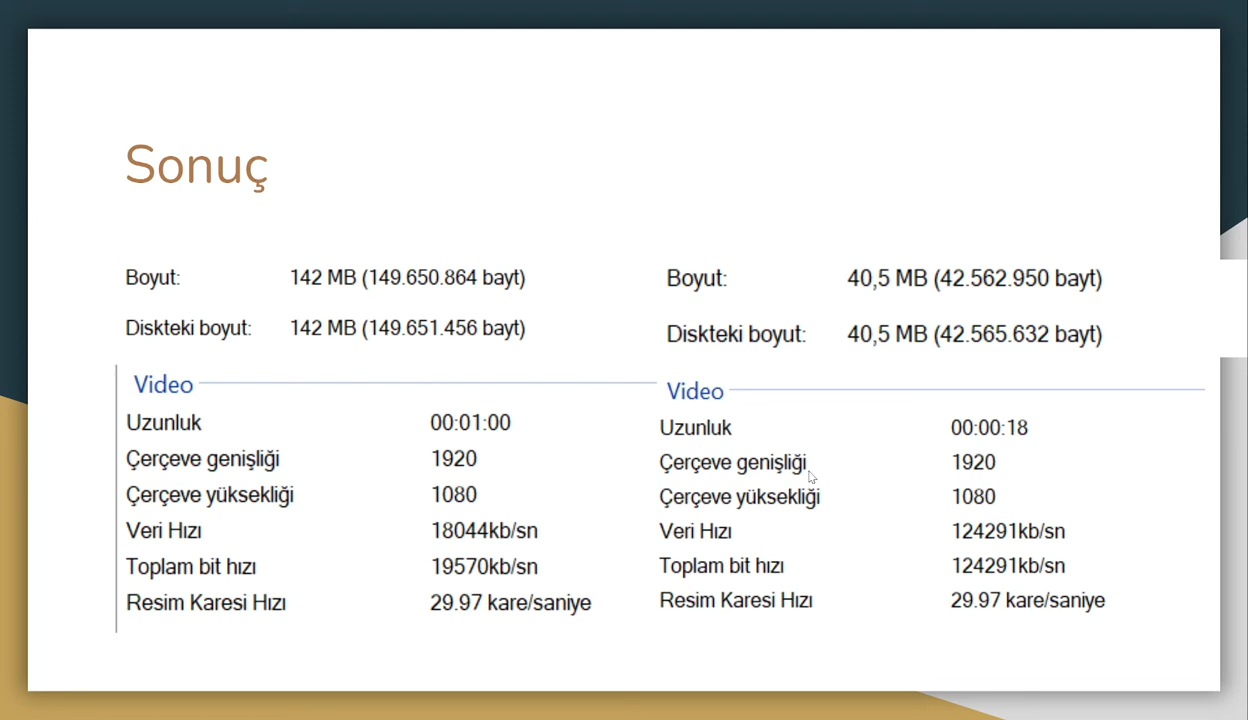 Sonuç
Boyut: 142 MB (149.650.864 bayt)
Diskteki boyut: 142 MB (149.651.456 bayt)
Video
Uzunluk 00:01:00
Çerçeve genişliği 1920
Çerçeve yüksekliği 1080
Veri Hızı 18044kb/sn
Toplam bit hızı 19570kb/sn
Resim Karesi Hızı 29.97 kare/saniye
Boyut: 40,5 MB (42.562.950 bayt)
Diskteki boyut: 40,5 MB (42.565.632 bayt)
Video
Uzunluk 00:00:18
Çerçeve genişliği 1920
Çerçeve yüksekliği 1080
Veri Hızı 124291kb/sn
Toplam bit hızı 124291kb/sn
Resim Karesi Hızı 29.97 kare/saniye